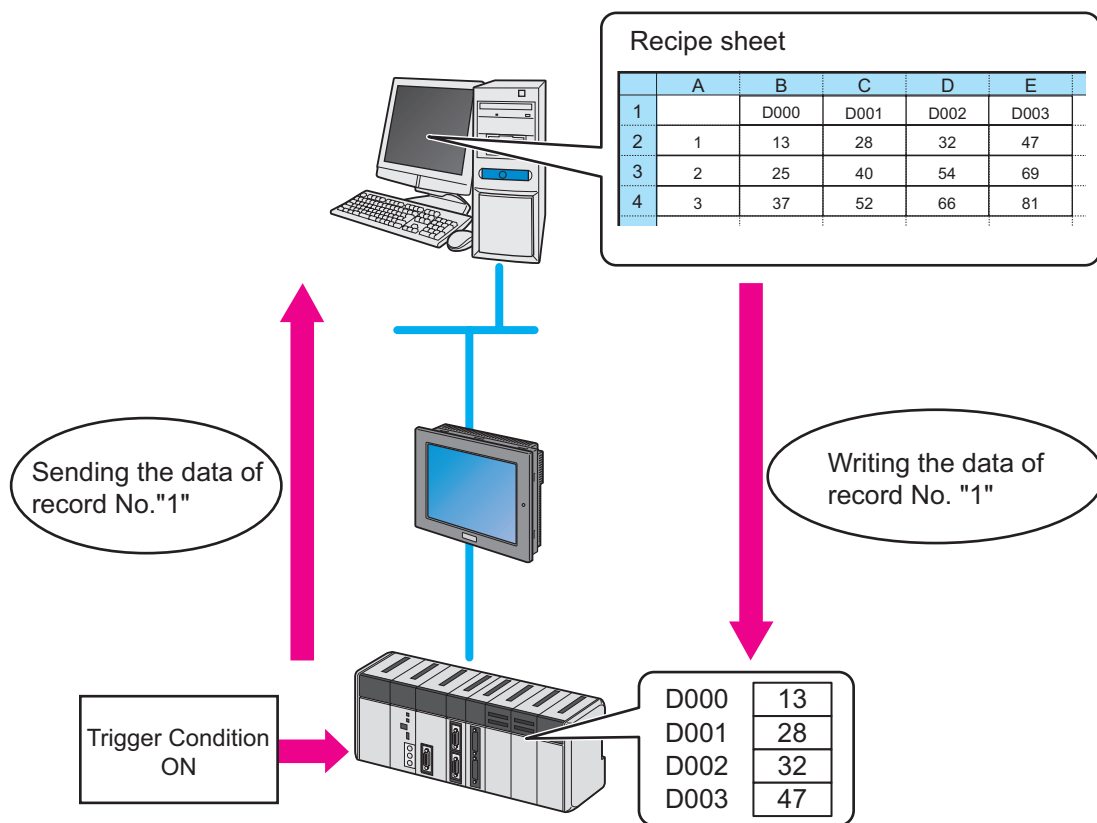 Recipe sheet
A B C D E
1 D000 D001 D002 D003
2 1 13 28 32 47
3 2 25 40 54 69
4 3 37 52 66 81
Sending the data of
record No."1"
Writing the data of
record No. "1"
Trigger Condition
ON
D000 13
D001 28
D002 32
D003 47